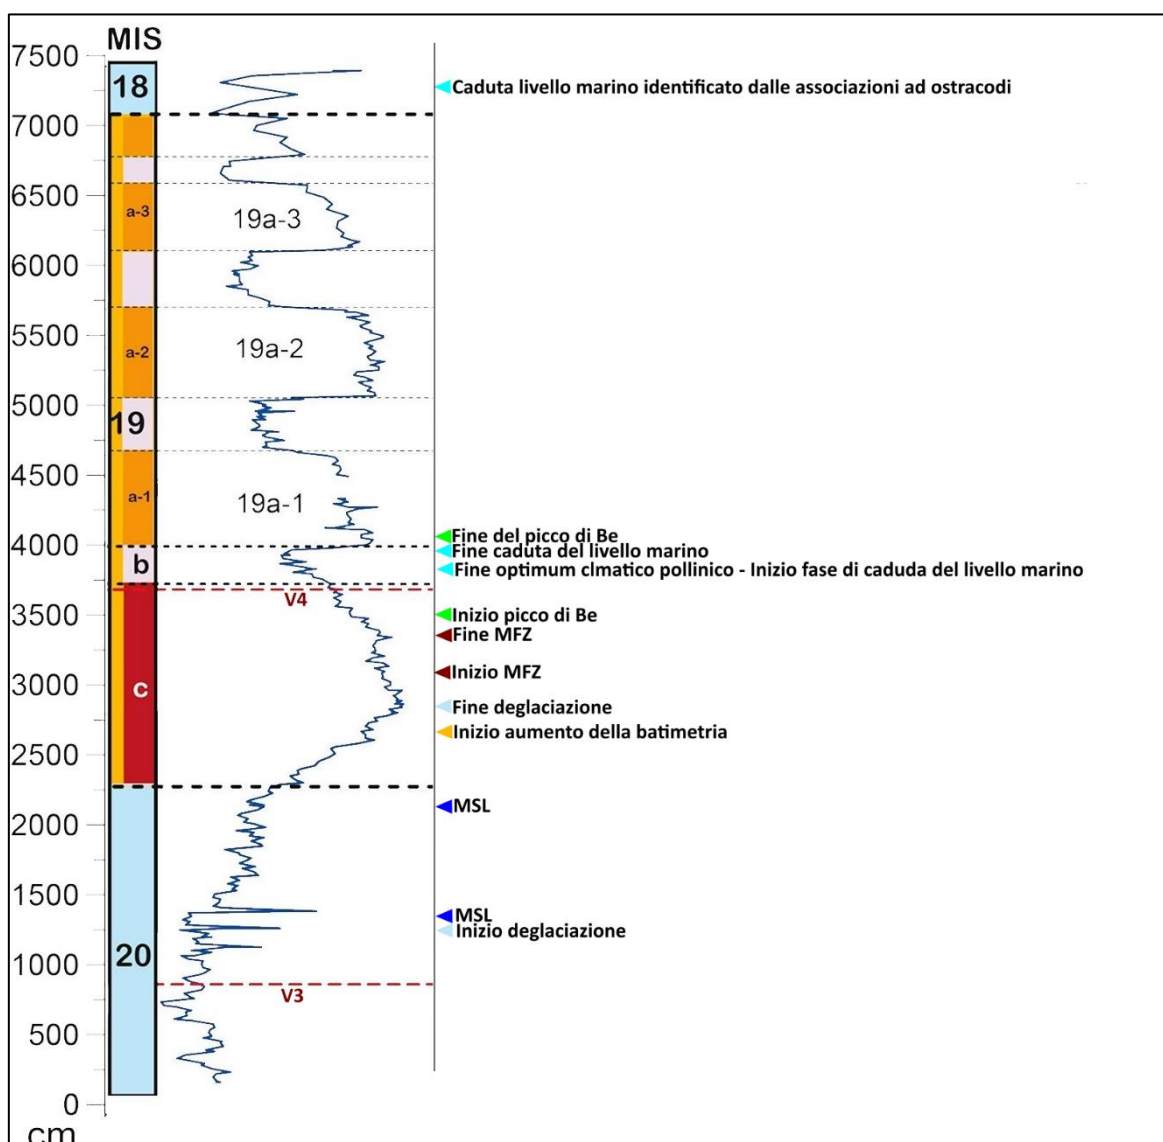 MIS
7500
18
Caduta livello marino identificato dalle associazioni ad ostracodi
7000
6500
a-3
19a-3
6000
5500
a-2
19a-2
5000
19
4500
a-1
19a-1
Fine del picco di Be
4000
Fine caduta del livello marino
b
Fine optimum clmatico pollinico - Inizio fase di caduda del livello marino
V4
3500
Inizio picco di Be
Fine MFZ
Inizio MFZ
3000
c
Fine deglaciazione
Inizio aumento della batimetria
2500
MSL
2000
1500
MSL
Inizio deglaciazione
1000
20
V3
500
0
cm